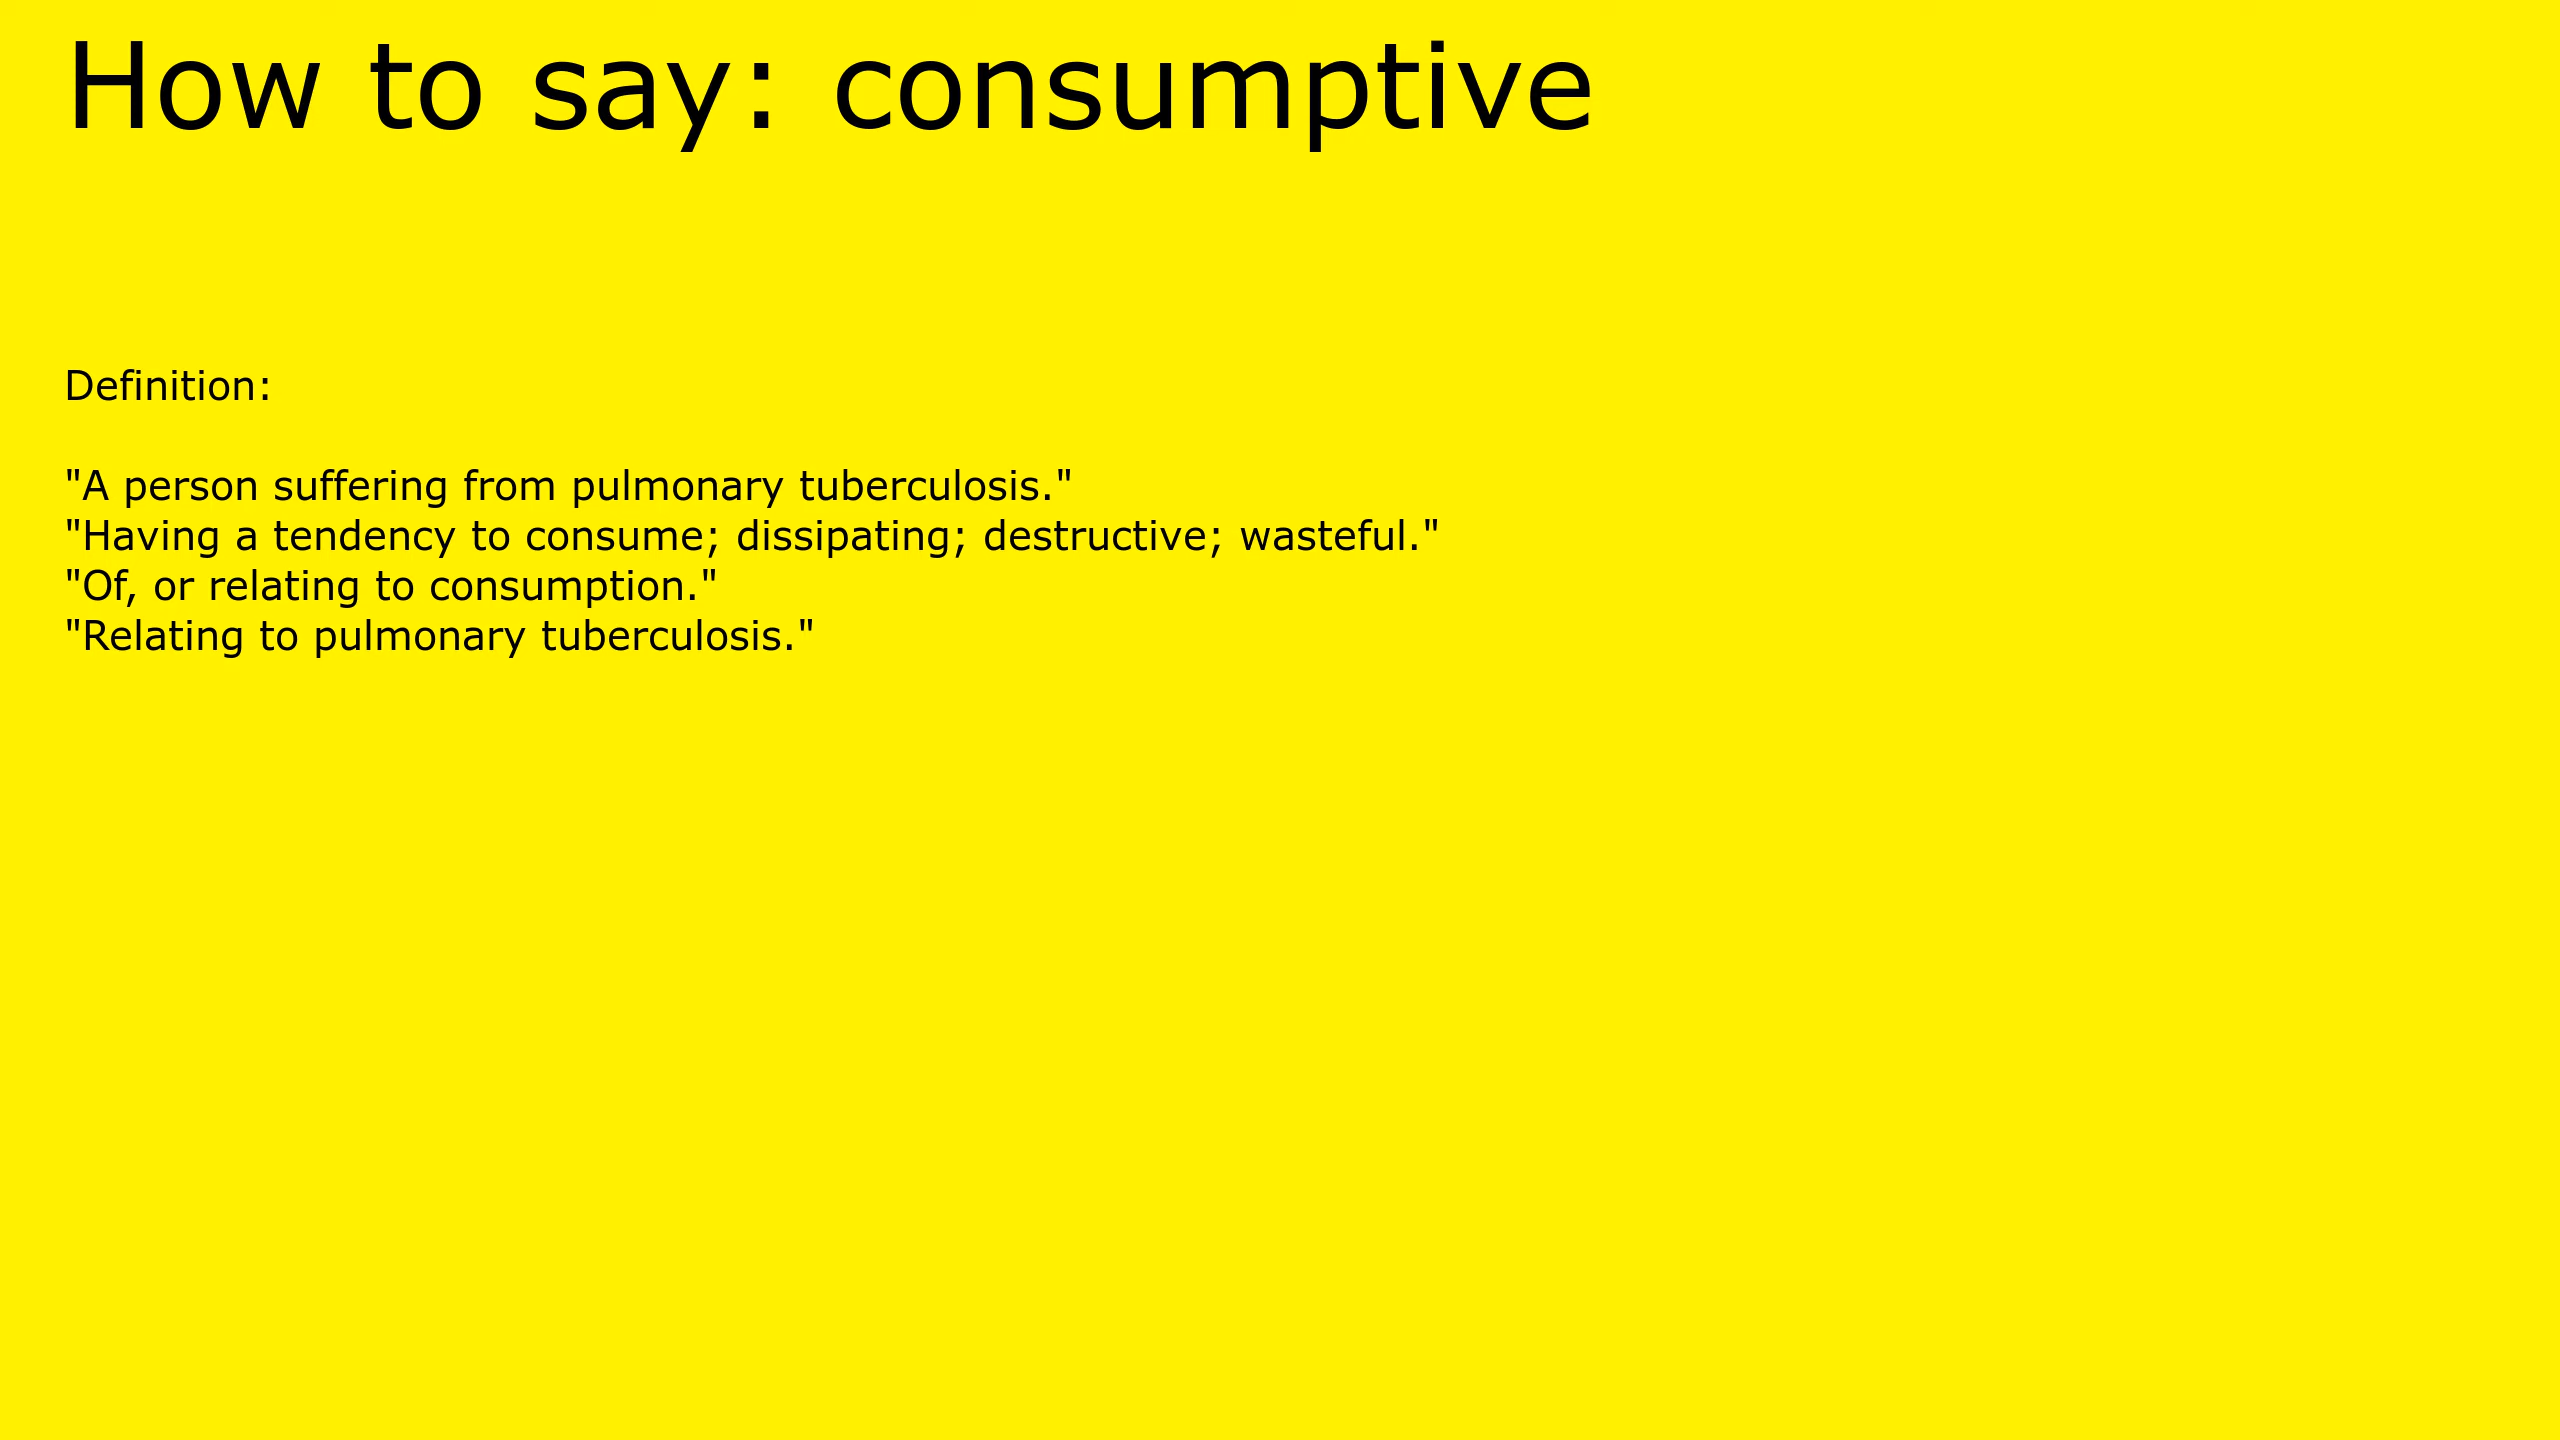 How to say: consumptive
Definition:
"A person suffering from pulmonary tuberculosis."
"Having a tendency to consume; dissipating; destructive; wasteful."
"Of, or relating to consumption."
"Relating to pulmonary tuberculosis."